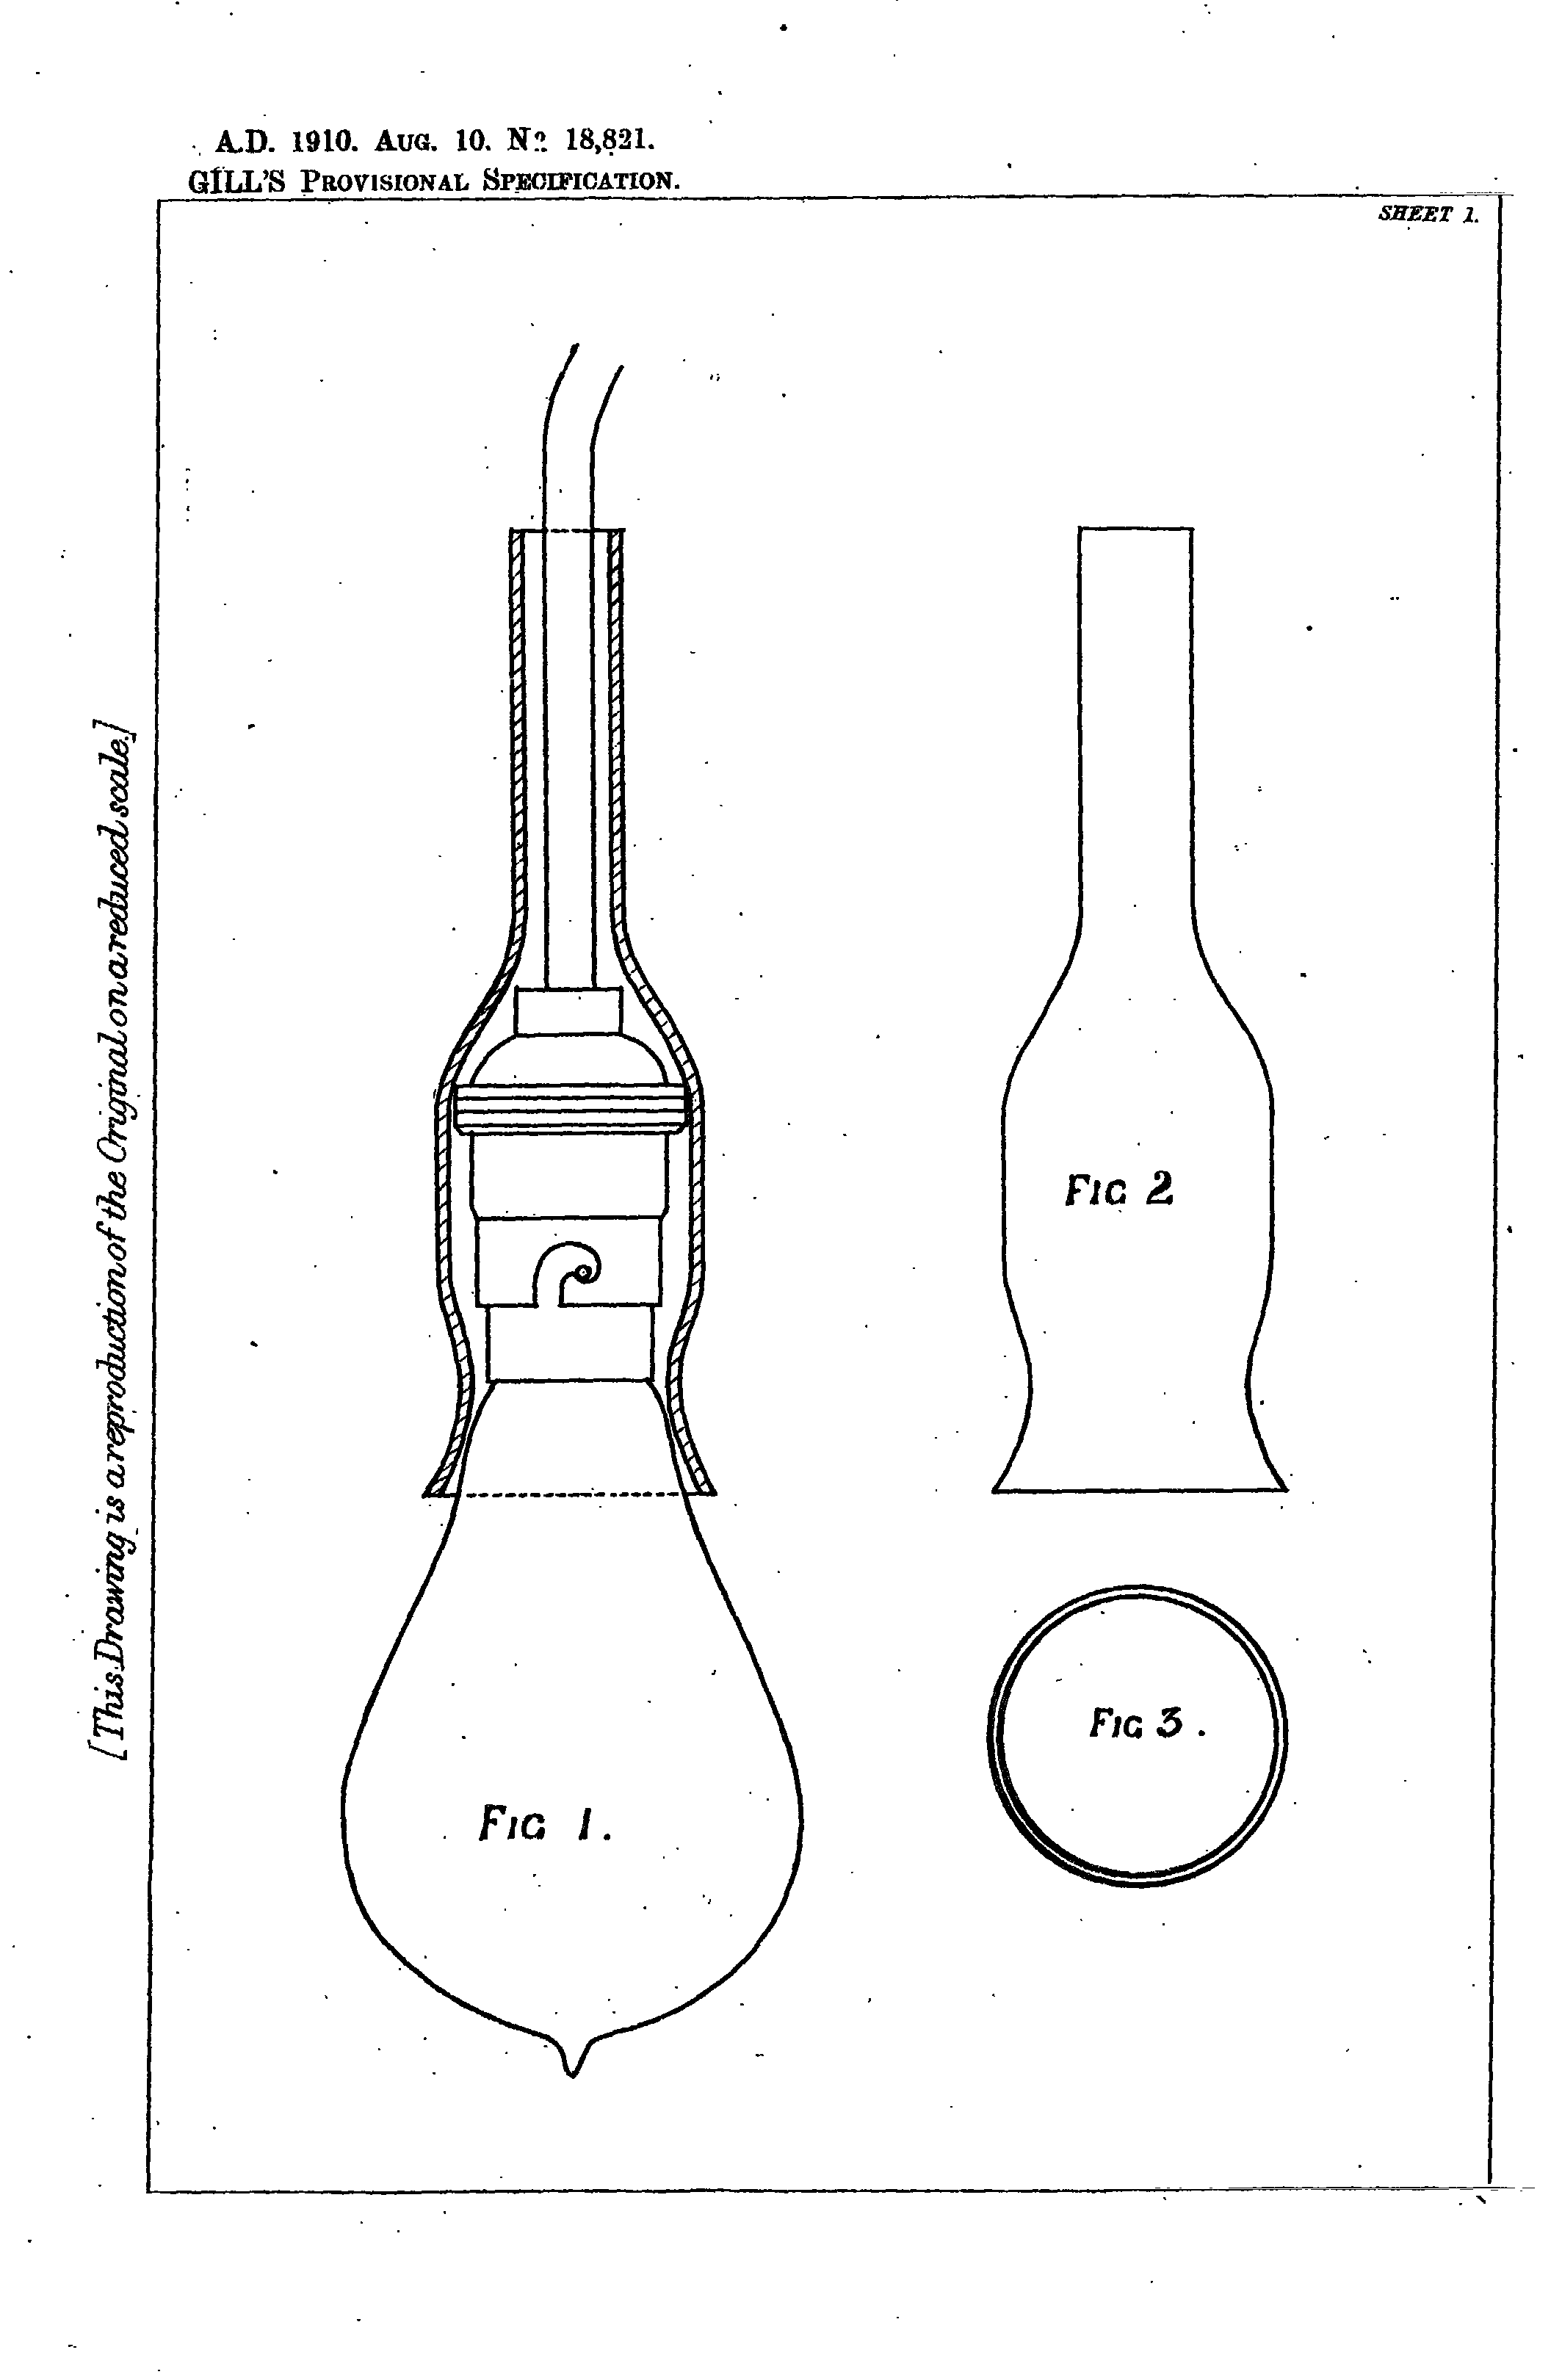 A.D. 1910. AUG. 10. No. 18,821.
GILL'S PROVISIONAL SPECIFICATION.
SHEET 1.
[This Drawing is a reproduction of the Original on a reduced scale.]
FIG 2
FIG 3.
FIG 1.